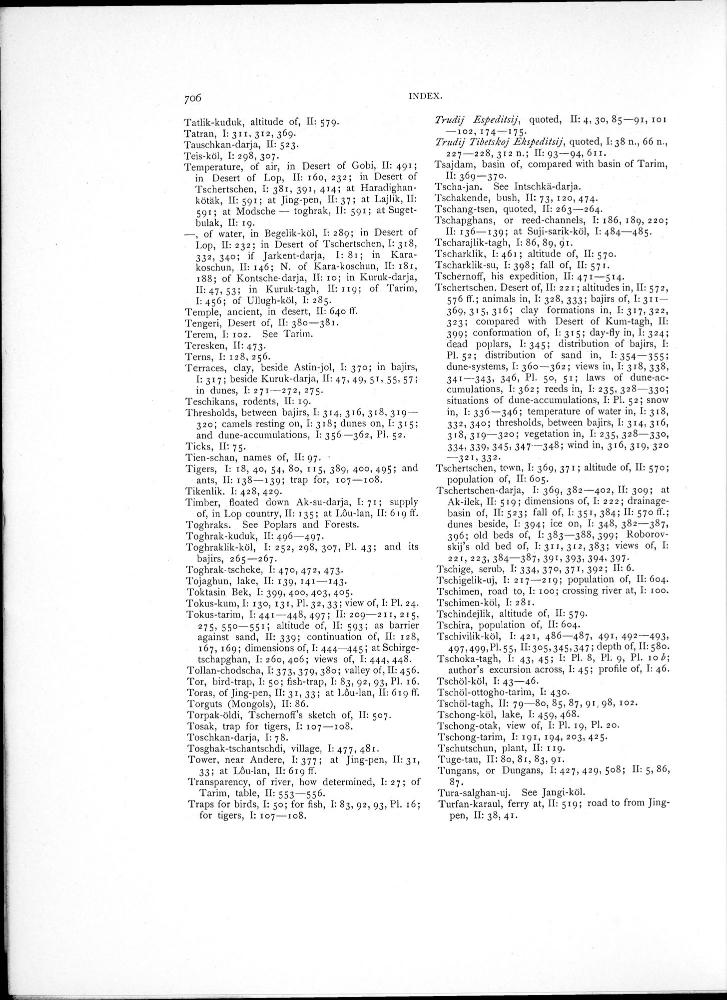 706
INDEX.
Tatlik-kuduk, altitude of, II: 579.
Tatran, I: 311, 312, 369.
Tauschkan-darja, II: 523.
Teis-köl, I: 298, 307.
Temperature, of air, in Desert of Gobi, II: 491;
in Desert of Lop, II: 160, 232; in Desert of
Tschertschen, I: 381, 391, 414; at Haradighan-
kötäk, II: 591; at Jing-pen, II: 37; at Lajlik, II:
591; at Modsche — toghrak, II: 591; at Suget-
bulak, II: 19.
—, of water, in Begelik-köl, I: 289; in Desert of
Lop, II: 232; in Desert of Tschertschen, I: 318,
332, 340; if Jarkent-darja, I: 81; in Kara-
koschun, II: 146; N. of Kara-koschun, II: 181,
188; of Kontsche-darja, II: 10; in Kuruk-darja,
II: 47, 53; in Kuruk-tagh, II: 119; of Tarim,
I: 456; of Ullugh-köl, I: 285.
Temple, ancient, in desert, II: 640 ff.
Tengeri, Desert of, II: 380—381.
Terem, I: 102. See Tarim.
Teresken, II: 473.
Terns, I: 128, 256.
Terraces, clay, beside Astin-jol, I: 370; in bajirs,
I: 317; beside Kuruk-darja, II: 47, 49, 51, 55, 57;
in dunes, I: 271—272, 275.
Teschikans, rodents, II: 19.
Thresholds, between bajirs, I: 314, 316, 318, 319—
320; camels resting on, I: 318; dunes on, I: 315;
and dune-accumulations, I: 356—362, Pl. 52.
Ticks, II: 75.
Tien-schan, names of, II: 97.
Tigers, I: 18, 40, 54, 80, 115, 389, 400, 495; and
ants, II: 138—139; trap for, 107—108.
Tikenlik. I: 428, 429.
Timber, floated down Ak-su-darja, I: 71; supply
of, in Lop country, II: 135; at Lôu-lan, II: 619 ff.
Toghraks. See Poplars and Forests.
Toghrak-kuduk, II: 496—497.
Toghraklik-köl, I: 252, 298, 307, Pl. 43; and its
bajirs, 265—267.
Toghrak-tscheke, I: 470, 472, 473.
Tojaghun, lake, II: 139, 141—143.
Toktasin Bek, I: 399, 400, 403, 405.
Tokus-kum, I: 130, 131, Pl. 32, 33; view of, I: Pl. 24.
Tokus-tarim, I: 441—448, 497; II: 209—211, 215,
275, 550—551; altitude of, II: 593; as barrier
against sand, II: 339; continuation of, II: 128,
167, 169; dimensions of, I: 444—445; at Schirge-
tschapghan, I: 260, 406; views of, I: 444, 448.
Tollan-chodscha, I: 373, 379, 380; valley of, II: 456.
Tor, bird-trap, I: 50; fish-trap, I: 83, 92, 93, Pl. 16.
Toras, of Jing-pen, II: 31, 33; at Lôu-lan, II: 619 ff.
Torguts (Mongols), II: 86.
Torpak-öldi, Tschernoff's sketch of, II: 507.
Tosak, trap for tigers, I: 107—108.
Toschkan-darja, I: 78.
Tosghak-tschantschdi, village, I: 477, 481.
Tower, near Andere, I: 377; at Jing-pen, II: 31,
33; at Lôu-lan, II: 619 ff.
Transparency, of river, how determined, I: 27; of
Tarim, table, II: 553—556.
Traps for birds, I: 50; for fish, I: 83, 92, 93, Pl. 16;
for tigers, I: 107—108.
Trudij Espeditsij, quoted, II: 4, 30, 85—91, 101
—102, 174—175.
Trudij Tibetskoj Ekspeditsij, quoted, I: 38 n., 66 n.,
227—228, 312 n.; II: 93—94, 611.
Tsajdam, basin of, compared with basin of Tarim,
II: 369—370.
Tscha-jan. See Intschkä-darja.
Tschakende, bush, II: 73, 120, 474.
Tschang-tsen, quoted, II: 263—264.
Tschapghans, or reed-channels, I: 186, 189, 220;
II: 136—139; at Suji-sarik-köl, I: 484—485.
Tscharajlik-tagh, I: 86, 89, 91.
Tscharklik, I: 461; altitude of, II: 570.
Tscharklik-su, I: 398; fall of, II: 571.
Tschernoff, his expedition, II: 471—514.
Tschertschen, Desert of, II: 221; altitudes in, II: 572,
576 ff.; animals in, I: 328, 333; bajirs of, I: 311—
369, 315, 316; clay formations in, I: 317, 322,
323; compared with Desert of Kum-tagh, II:
399; conformation of, I: 315; day-fly in, I: 324;
dead poplars, I: 345; distribution of bajirs, I:
Pl. 52; distribution of sand in, I: 354—355;
dune-systems, I: 360—362; views in, I: 318, 338,
341—343, 346, Pl. 50, 51; laws of dune-ac-
cumulations, I: 362; reeds in, I: 235, 328—330;
situations of dune-accumulations, I: Pl. 52; snow
in, I: 336—346; temperature of water in, I: 318,
332, 340; thresholds, between bajirs, I: 314, 316,
318, 319—320; vegetation in, I: 235, 328—330,
334, 339, 345, 347—348; wind in, 316, 319, 320
—321, 332.
Tschertschen, town, I: 369, 371; altitude of, II: 570;
population of, II: 605.
Tschertschen-darja, I: 369, 382—402, II: 309; at
Ak-ilek, II: 519; dimensions of, I: 222; drainage-
basin of, II: 523; fall of, I: 351, 384; II: 570 ff.;
dunes beside, I: 394; ice on, I: 348, 382—387,
396; old beds of, I: 383—388, 399; Roborov-
skij's old bed of, I: 311, 312, 383; views of, I:
221, 223, 384—387, 391, 393, 394, 397.
Tschige, scrub, I: 334, 370, 371, 392; II: 6.
Tschigelik-uj, I: 217—219; population of, II: 604.
Tschimen, road to, I: 100; crossing river at, I: 100.
Tschimen-köl, I: 281.
Tschindejlik, altitude of, II: 579.
Tschira, population of, II: 604.
Tschivilik-köl, I: 421, 486—487, 491, 492—493,
497, 499, Pl. 55, II: 305, 345, 347; depth of, II: 580.
Tschoka-tagh, I: 43, 45; I: Pl. 8, Pl. 9, Pl. 10 b;
author's excursion across, I: 45; profile of, I: 46.
Tschöl-köl, I: 43—46.
Tschöl-ottogho-tarim, I: 430.
Tschöl-tagh, II: 79—80, 85, 87, 91, 98, 102.
Tschong-köl, lake, I: 459, 468.
Tschong-otak, view of, I: Pl. 19, Pl. 20.
Tschong-tarim, I: 191, 194, 203, 425.
Tschutschun, plant, II: 119.
Tuge-tau, II: 80, 81, 83, 91.
Tungans, or Dungans, I: 427, 429, 508; II: 5, 86,
87.
Tura-salghan-uj. See Jangi-köl.
Turfan-karaul, ferry at, II: 519; road to from Jing-
pen, II: 38, 41.